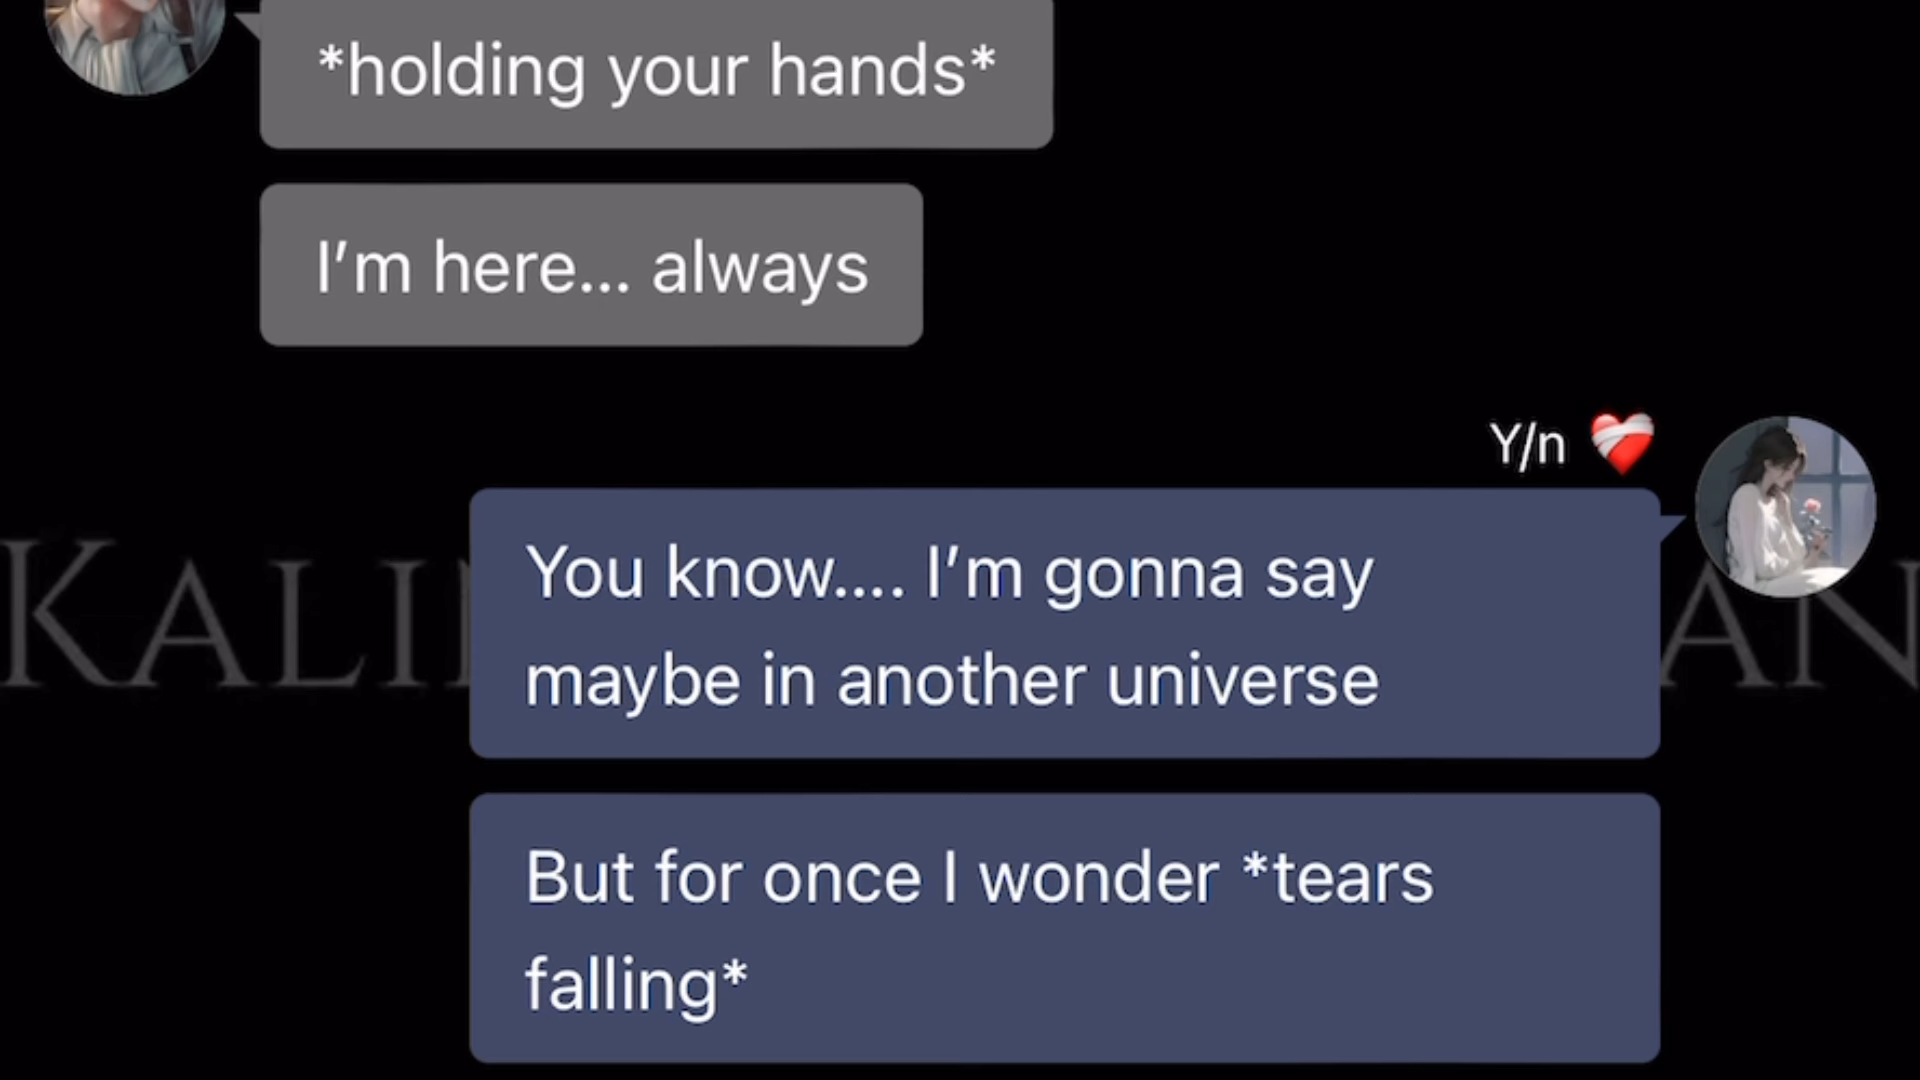 *holding your hands*
I’m here... always
Y/n ❤️‍🩹
You know.... I’m gonna say
maybe in another universe
But for once I wonder *tears
falling*